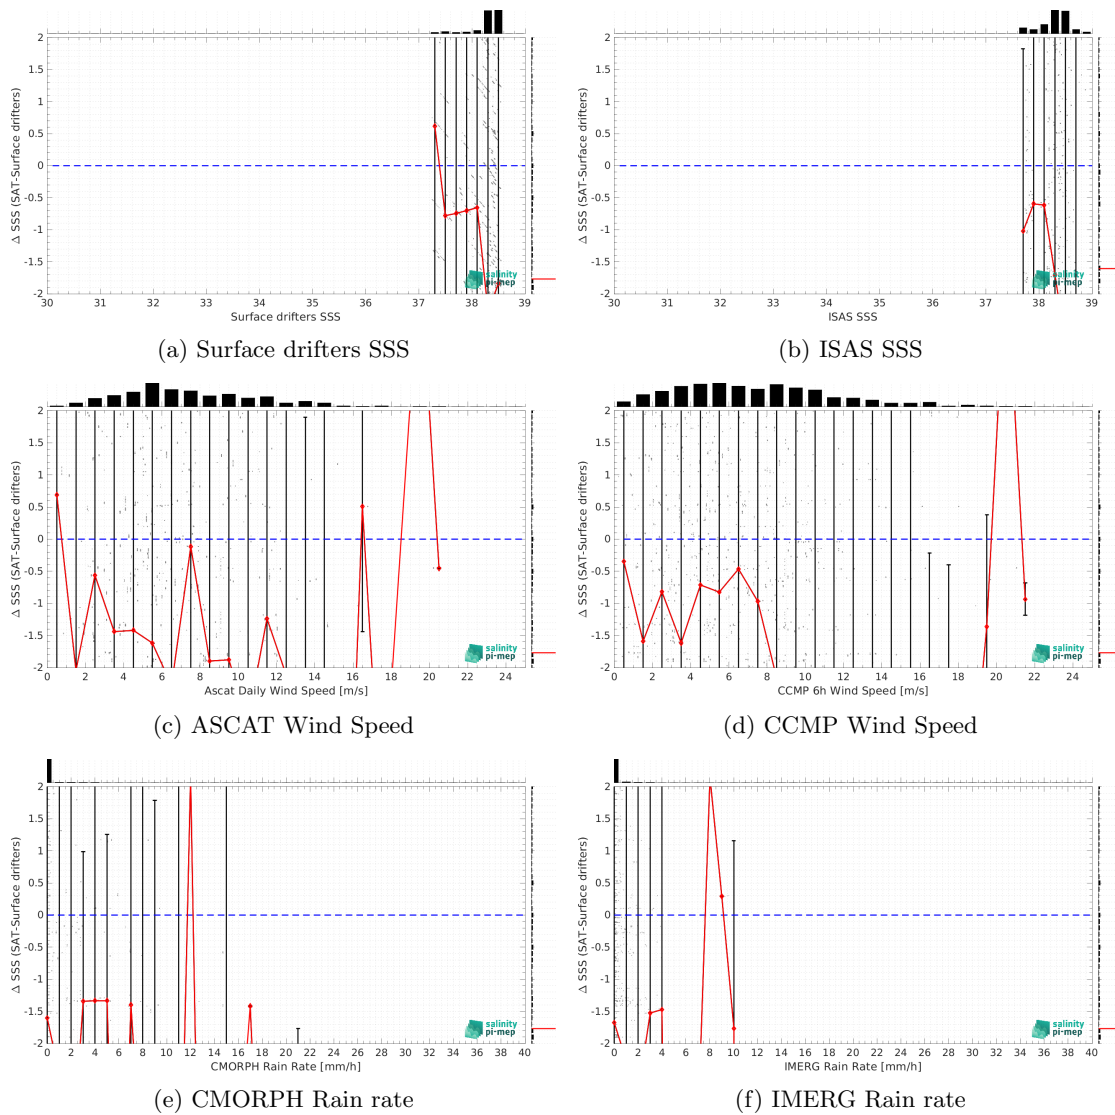 Δ SSS (SAT-Surface drifters)
2
1.5
1
0.5
0
-0.5
-1
-1.5
-2
30 31 32 33 34 35 36 37 38 39
Surface drifters SSS
salinity
pi-mep
(a) Surface drifters SSS
Δ SSS (SAT-Surface drifters)
2
1.5
1
0.5
0
-0.5
-1
-1.5
-2
30 31 32 33 34 35 36 37 38 39
ISAS SSS
salinity
pi-mep
(b) ISAS SSS
Δ SSS (SAT-Surface drifters)
2
1.5
1
0.5
0
-0.5
-1
-1.5
-2
0 2 4 6 8 10 12 14 16 18 20 22 24
Ascat Daily Wind Speed [m/s]
salinity
pi-mep
(c) ASCAT Wind Speed
Δ SSS (SAT-Surface drifters)
2
1.5
1
0.5
0
-0.5
-1
-1.5
-2
0 2 4 6 8 10 12 14 16 18 20 22 24
CCMP 6h Wind Speed [m/s]
salinity
pi-mep
(d) CCMP Wind Speed
Δ SSS (SAT-Surface drifters)
2
1.5
1
0.5
0
-0.5
-1
-1.5
-2
0 2 4 6 8 10 12 14 16 18 20 22 24 26 28 30 32 34 36 38 40
CMORPH Rain Rate [mm/h]
salinity
pi-mep
(e) CMORPH Rain rate
Δ SSS (SAT-Surface drifters)
2
1.5
1
0.5
0
-0.5
-1
-1.5
-2
0 2 4 6 8 10 12 14 16 18 20 22 24 26 28 30 32 34 36 38 40
IMERG Rain Rate [mm/h]
salinity
pi-mep
(f) IMERG Rain rate